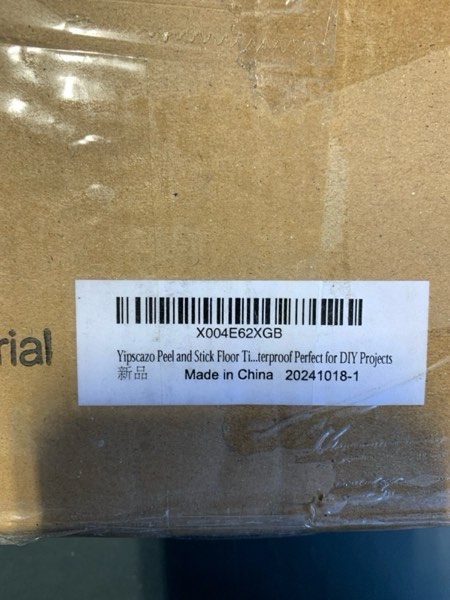 X004E62XGB
rial
Yipscazo Peel and Stick Floor Ti...terproof Perfect for DIY Projects
新品 Made in China 20241018-1